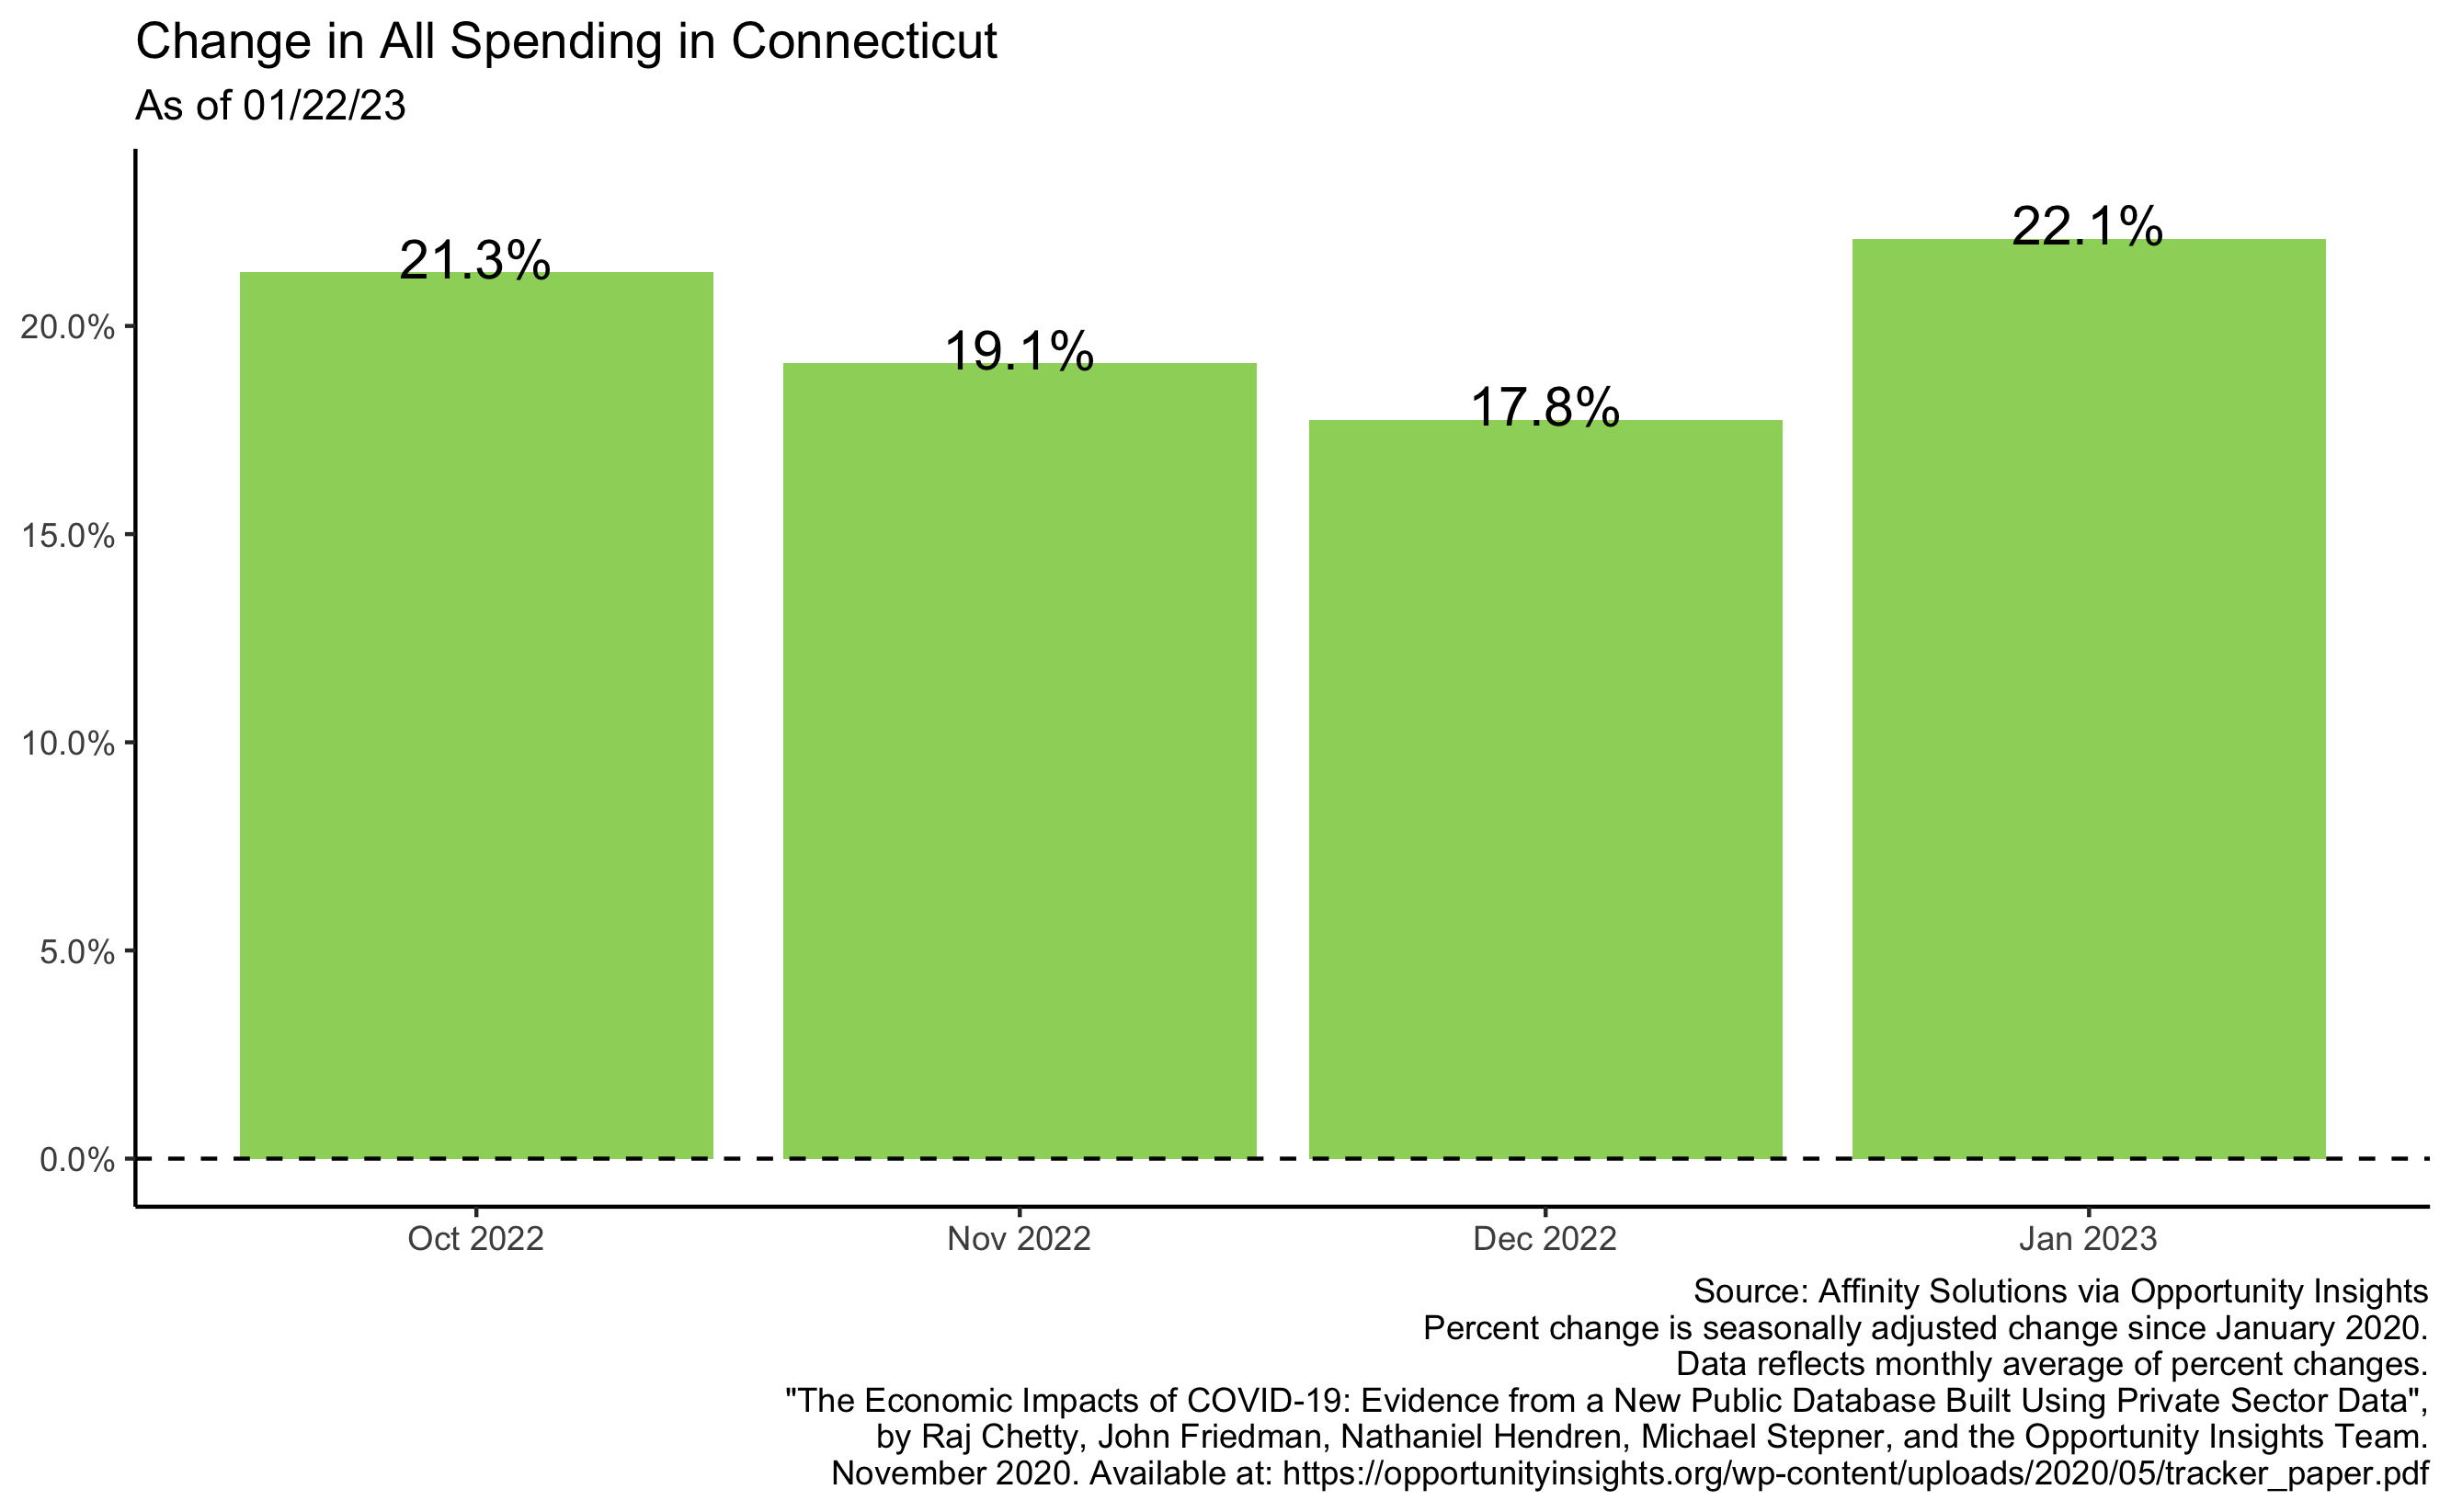 Change in All Spending in Connecticut
As of 01/22/23
22.1%
21.3%
20.0%
19.1%
17.8%
15.0%
10.0%
5.0%
0.0%
Oct 2022 Nov 2022 Dec 2022 Jan 2023
Source: Affinity Solutions via Opportunity Insights
Percent change is seasonally adjusted change since January 2020.
Data reflects monthly average of percent changes.
"The Economic Impacts of COVID-19: Evidence from a New Public Database Built Using Private Sector Data",
by Raj Chetty, John Friedman, Nathaniel Hendren, Michael Stepner, and the Opportunity Insights Team.
November 2020. Available at: https://opportunityinsights.org/wp-content/uploads/2020/05/tracker_paper.pdf